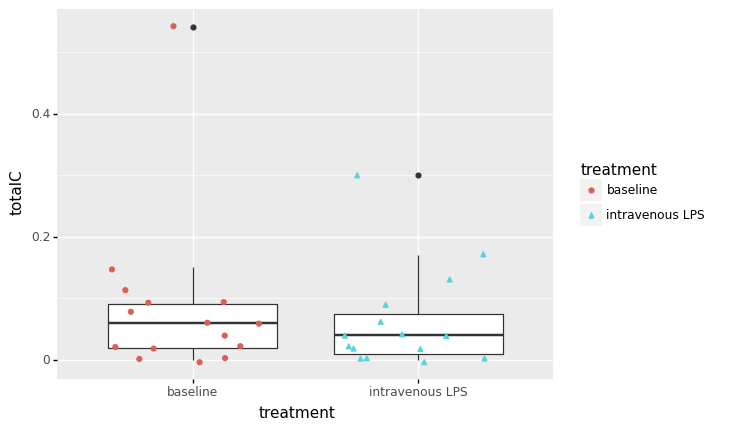 0.4
0.2
0
totalC
baseline
intravenous LPS
treatment
treatment
baseline
intravenous LPS